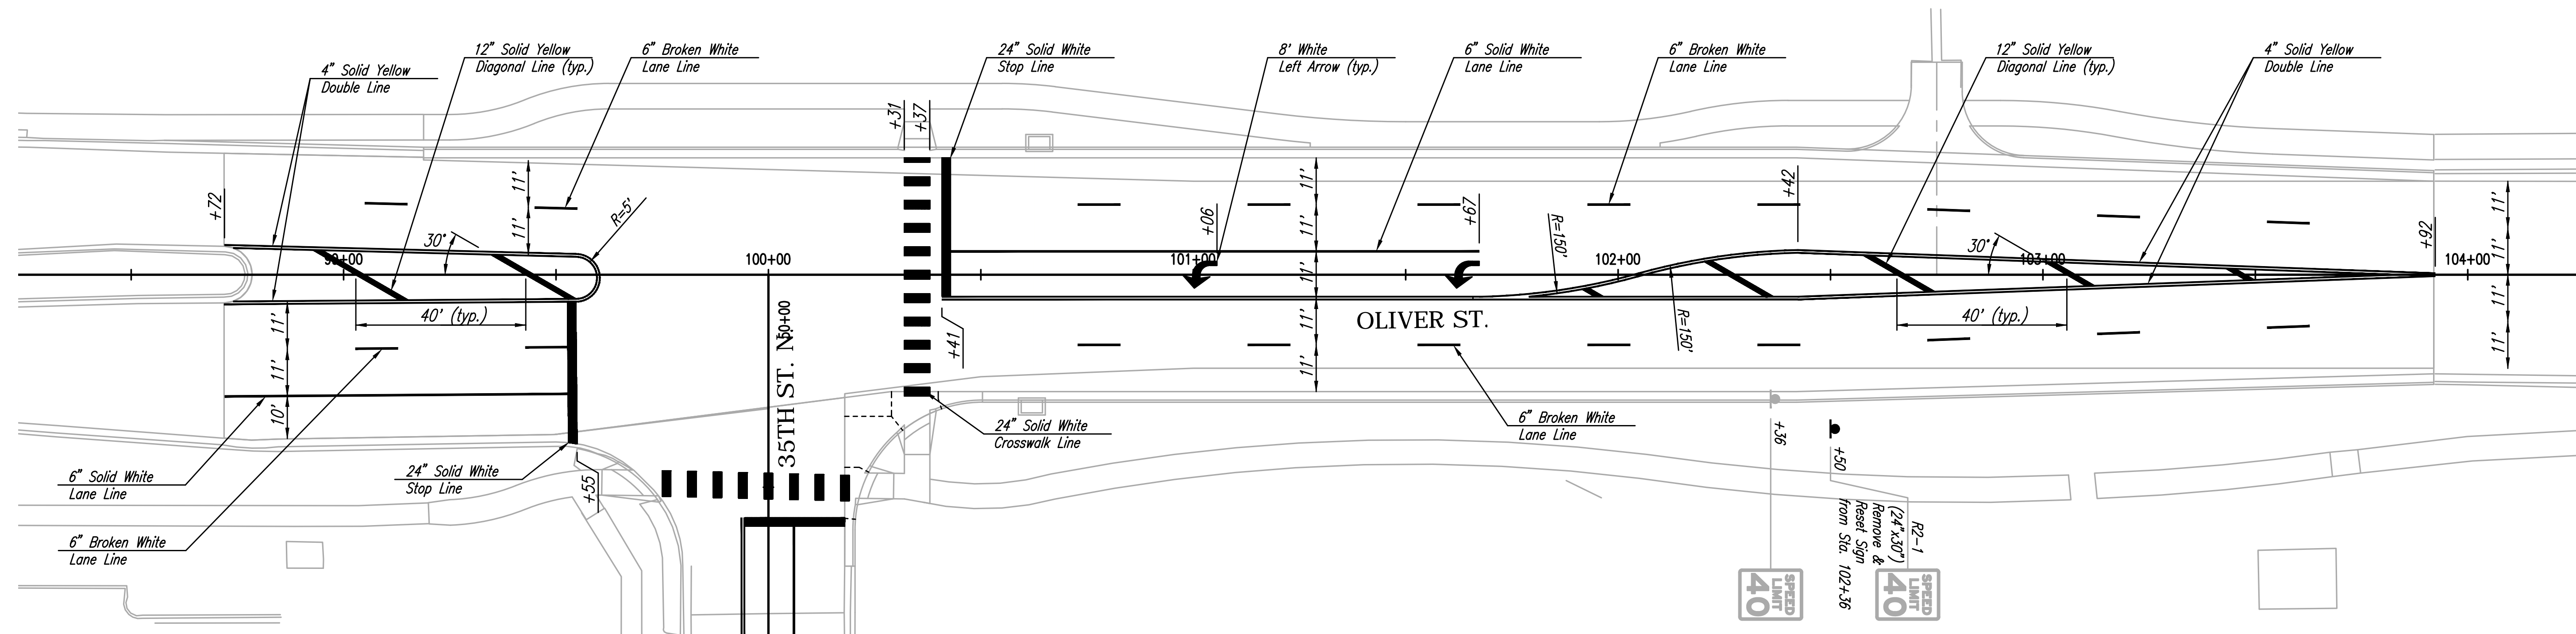 4" Solid Yellow
Double Line
12" Solid Yellow
Diagonal Line (typ.)
6" Broken White
Lane Line
24" Solid White
Stop Line
8' White
Left Arrow (typ.)
6" Solid White
Lane Line
6" Broken White
Lane Line
12" Solid Yellow
Diagonal Line (typ.)
4" Solid Yellow
Double Line
+72
11'
11'
R=5'
30°
+31
+37
11'
11'
11'
11'
11'
+06
+97
R=150'
R=150'
+42
30°
+92
11'
11'
11'
11'
99+00
100+00
101+00
102+00
103+00
104+00
40' (typ.)
40' (typ.)
11'
11'
10'
50+00
35TH ST. N.
+41
OLIVER ST.
6" Solid White
Lane Line
6" Broken White
Lane Line
24" Solid White
Stop Line
+55
24" Solid White
Crosswalk Line
6" Broken White
Lane Line
+36
+50
R2-1
(24"x30")
Remove &
Reset Sign
from Sta. 102+36
SPEED
LIMIT
40
SPEED
LIMIT
40